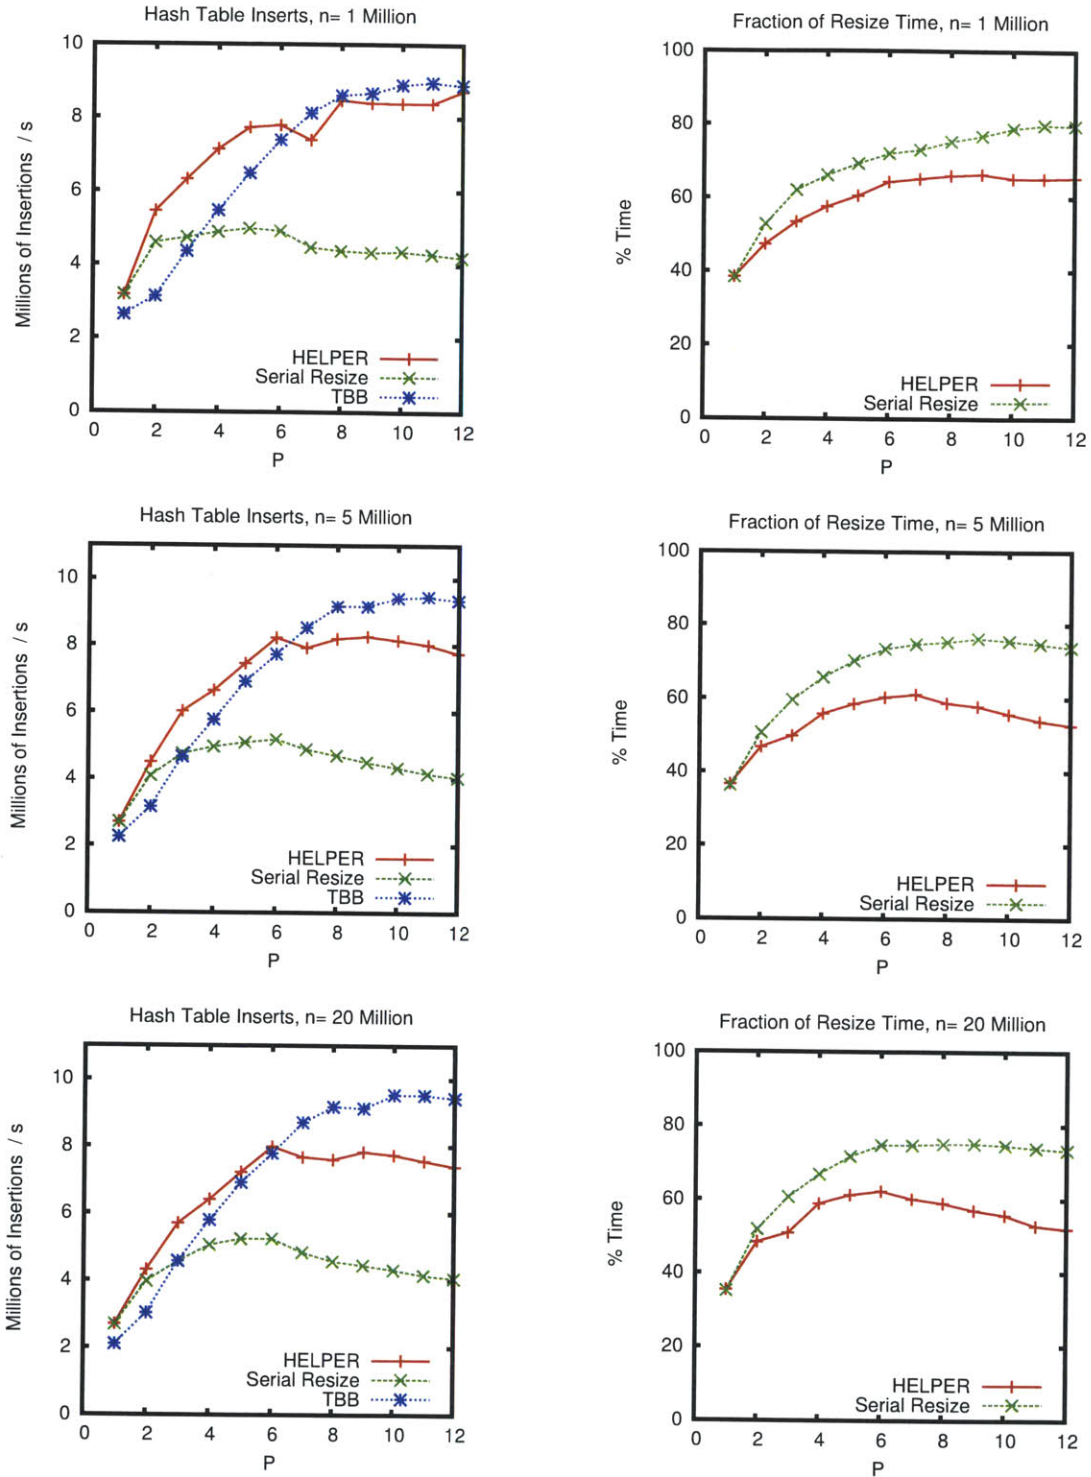 Hash Table Inserts, n= 1 Million
10
8
6
4
2
0
Millions of Insertions / s
HELPER
Serial Resize
TBB
0 2 4 6 8 10 12
P
Fraction of Resize Time, n= 1 Million
100
80
60
40
20
0
% Time
HELPER
Serial Resize
0 2 4 6 8 10 12
P
Hash Table Inserts, n= 5 Million
10
8
6
4
2
0
Millions of Insertions / s
HELPER
Serial Resize
TBB
0 2 4 6 8 10 12
P
Fraction of Resize Time, n= 5 Million
100
80
60
40
20
0
% Time
HELPER
Serial Resize
0 2 4 6 8 10 12
P
Hash Table Inserts, n= 20 Million
10
8
6
4
2
0
Millions of Insertions / s
HELPER
Serial Resize
TBB
0 2 4 6 8 10 12
P
Fraction of Resize Time, n= 20 Million
100
80
60
40
20
0
% Time
HELPER
Serial Resize
0 2 4 6 8 10 12
P